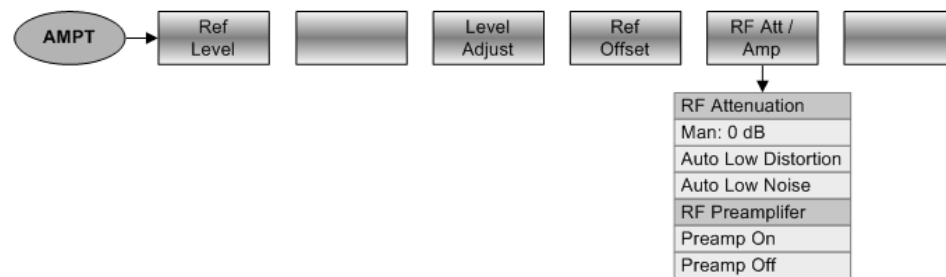 AMPT
Ref
Level
Level
Adjust
Ref
Offset
RF Att /
Amp
RF Attenuation
Man: 0 dB
Auto Low Distortion
Auto Low Noise
RF Preamplifer
Preamp On
Preamp Off